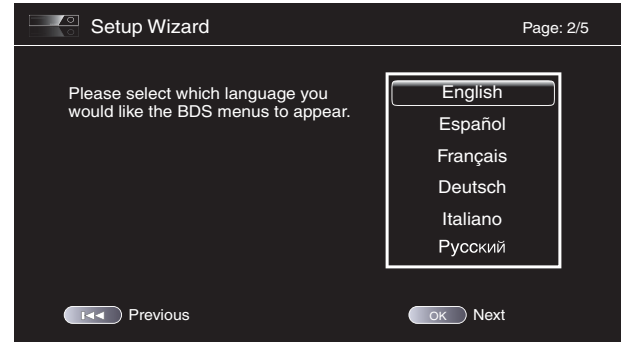 Setup Wizard
Page: 2/5
Please select which language you
would like the BDS menus to appear.
English
Español
Français
Deutsch
Italiano
Русский
Previous
OK
Next